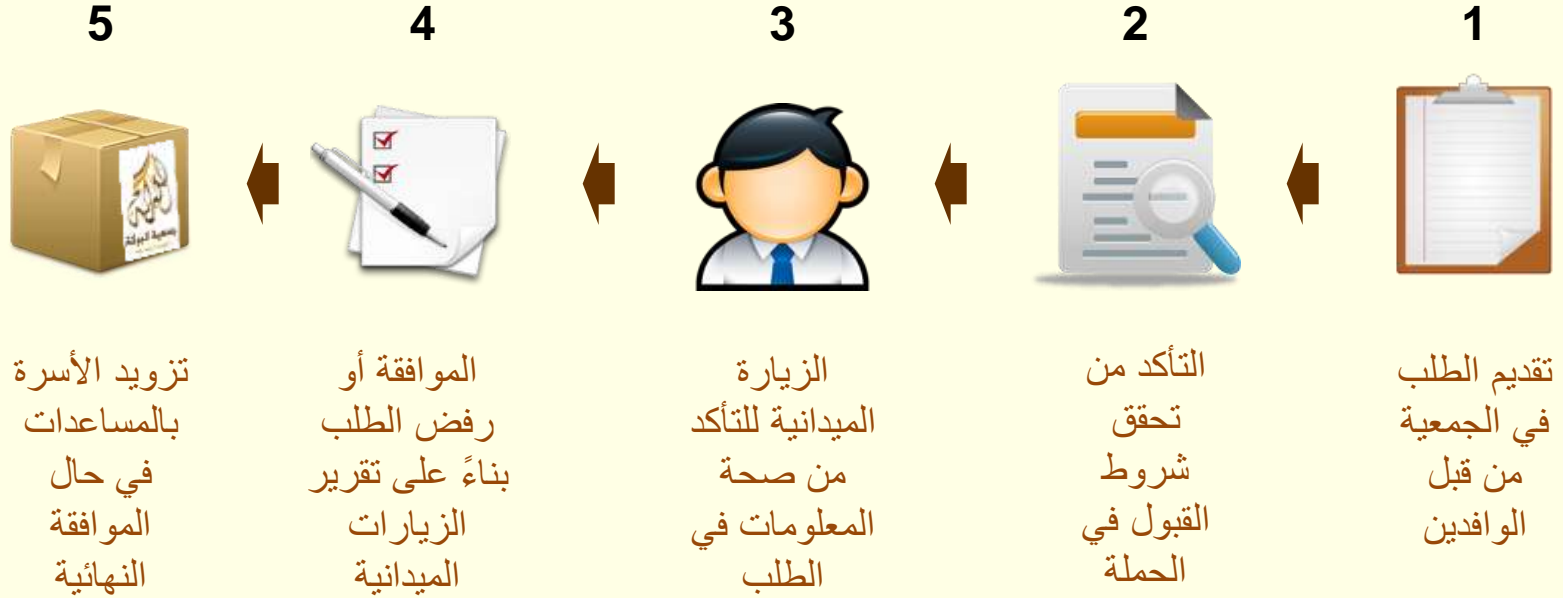 1
تقديم الطلب
في الجمعية
من قبل
الوافدين
2
التأكد من
تحقق
شروط
القبول في
الحملة
3
الزيارة
الميدانية للتأكد
من صحة
المعلومات في
الطلب
4
الموافقة أو
رفض الطلب
بناءً على تقرير
الزيارات
الميدانية
5
جمعية البركة
تزويد الأسرة
بالمساعدات
في حال
الموافقة
النهائية